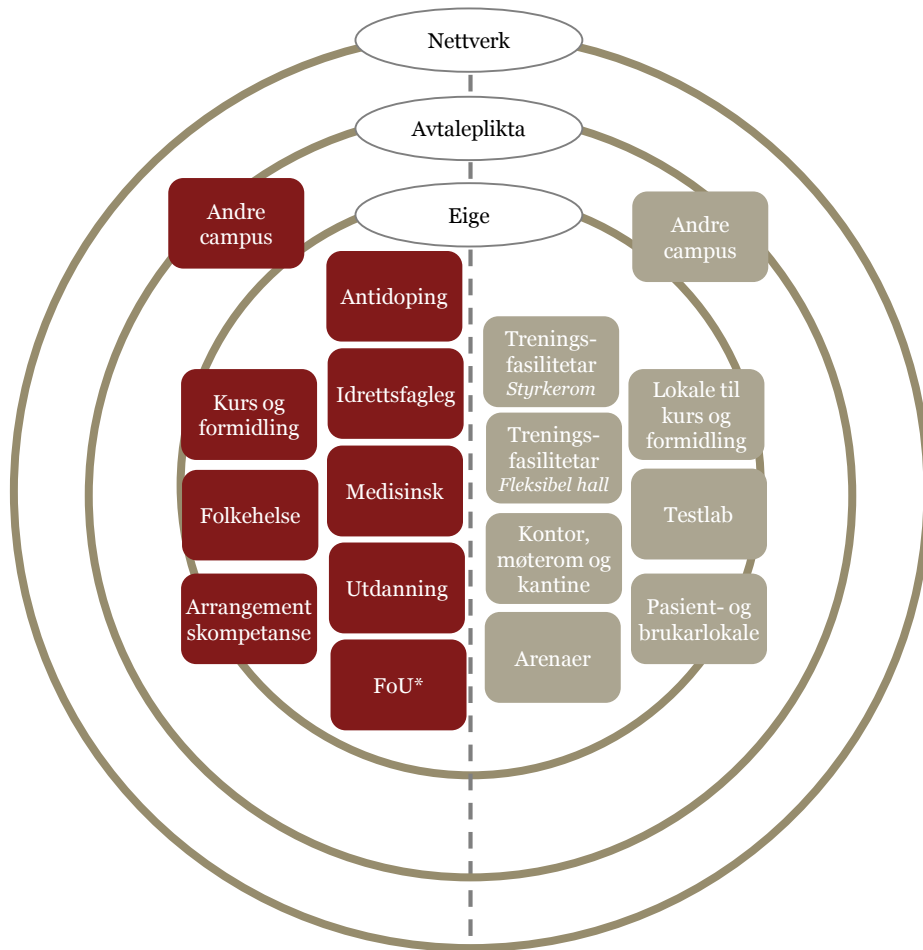 Nettverk
Avtaleplikta
Eige
Andre
campus
Andre
campus
Antidoping
Idrettsfagleg
Medisinsk
Utdanning
FoU*
Kurs og
formidling
Folkehelse
Arrangement
skompetanse
Trenings-
fasilitetar
Styrkerom
Trenings-
fasilitetar
Fleksibel hall
Kontor,
møterom og
kantine
Arenaer
Lokale til
kurs og
formidling
Testlab
Pasient- og
brukarlokale